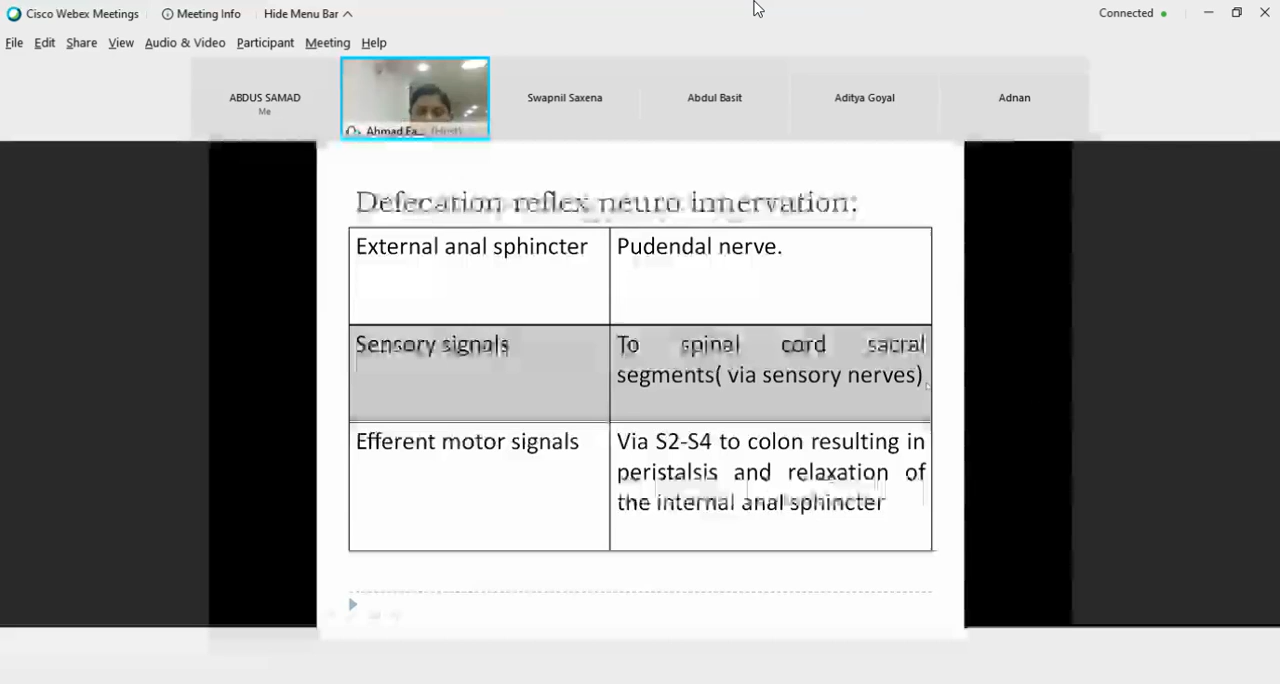 Cisco Webex Meetings Meeting Info Hide Menu Bar Connected
File Edit Share View Audio & Video Participant Meeting Help
ABDUS SAMAD Swapnil Saxena Abdul Basit Aditya Goyal Adnan
Me
Ahmad Fa... (Host)
Defecation reflex neuro innervation:
External anal sphincter Pudendal nerve.
Sensory signals To spinal cord sacral
segments( via sensory nerves)
Efferent motor signals Via S2-S4 to colon resulting in
peristalsis and relaxation of
the internal anal sphincter